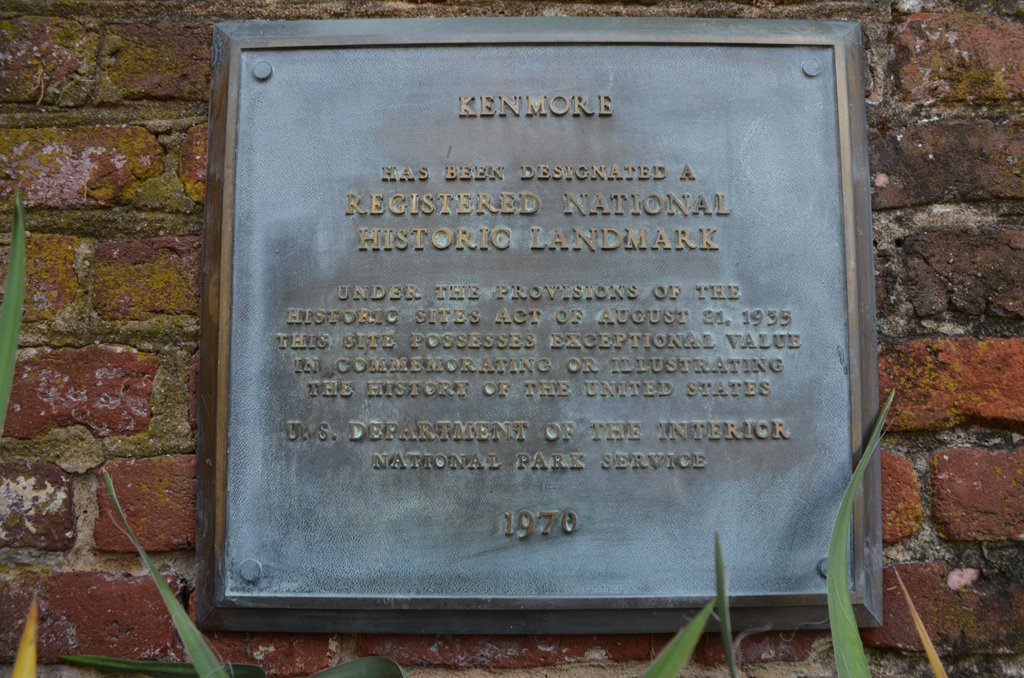 KENMORE
HAS BEEN DESIGNATED A
REGISTERED NATIONAL
HISTORIC LANDMARK
UNDER THE PROVISIONS OF THE
HISTORIC SITES ACT OF AUGUST 21, 1935
THIS SITE POSSESSES EXCEPTIONAL VALUE
IN COMMEMORATING OR ILLUSTRATING
THE HISTORY OF THE UNITED STATES
U. S. DEPARTMENT OF THE INTERIOR
NATIONAL PARK SERVICE
1970